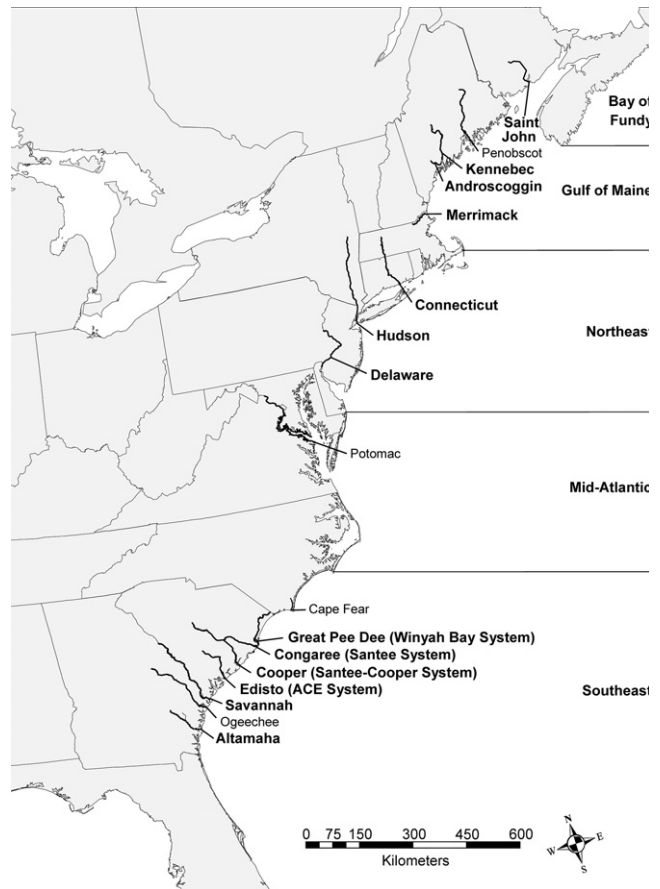 Bay of
Fundy
Saint
John
Penobscot
Kennebec
Androscoggin
Gulf of Maine
Merrimack
Connecticut
Northeast
Hudson
Delaware
Potomac
Mid-Atlantic
Cape Fear
Great Pee Dee (Winyah Bay System)
Congaree (Santee System)
Cooper (Santee-Cooper System)
Edisto (ACE System)
Southeast
Savannah
Ogeechee
Altamaha
0 75 150 300 450 600
Kilometers
N
W E
S